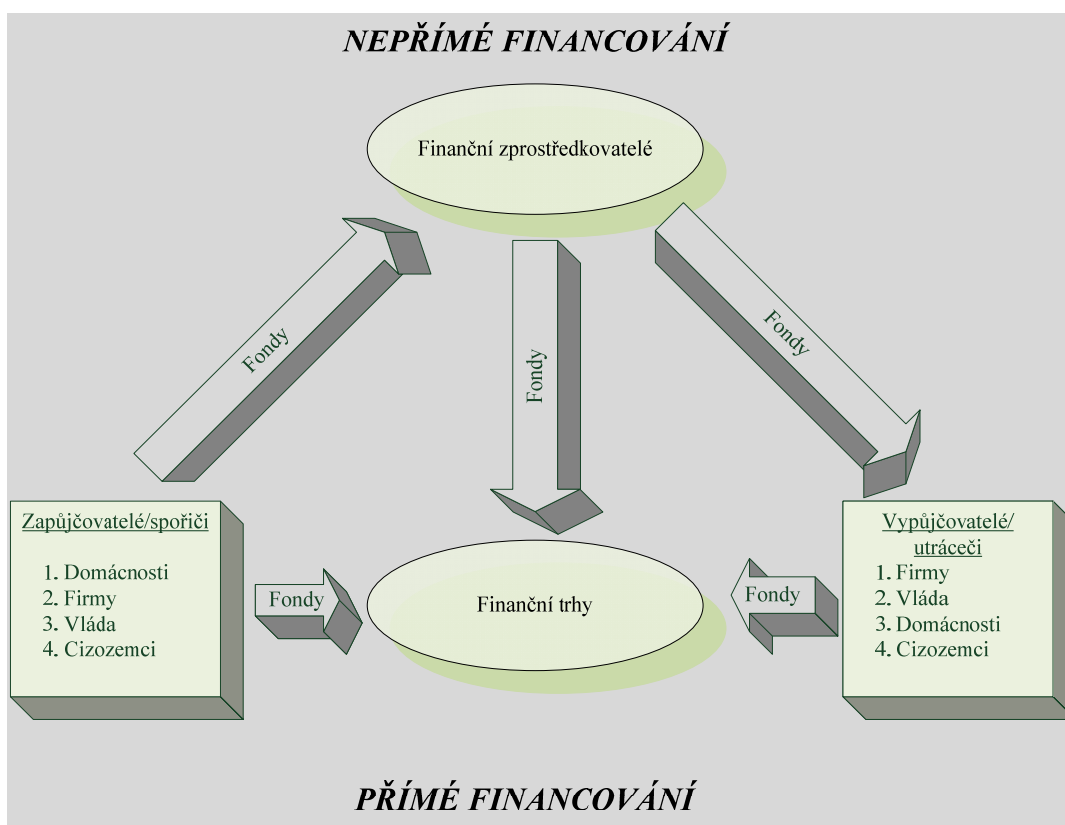 NEPŘÍMÉ FINANCOVÁNÍ
Finanční zprostředkovatelé
Fondy
Fondy
Fondy
Zapůjčovatelé/spořiči
1. Domácnosti
2. Firmy
3. Vláda
4. Cizozemci
Fondy
Finanční trhy
Fondy
Vypůjčovatelé/
utráceči
1. Firmy
2. Vláda
3. Domácnosti
4. Cizozemci
PŘÍMÉ FINANCOVÁNÍ